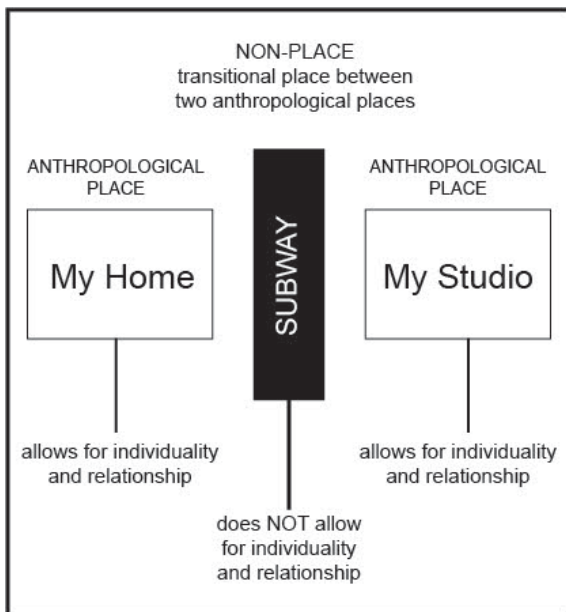 NON-PLACE
transitional place between
two anthropological places
ANTHROPOLOGICAL
PLACE
My Home
allows for individuality
and relationship
SUBWAY
does NOT allow
for individuality
and relationship
ANTHROPOLOGICAL
PLACE
My Studio
allows for individuality
and relationship